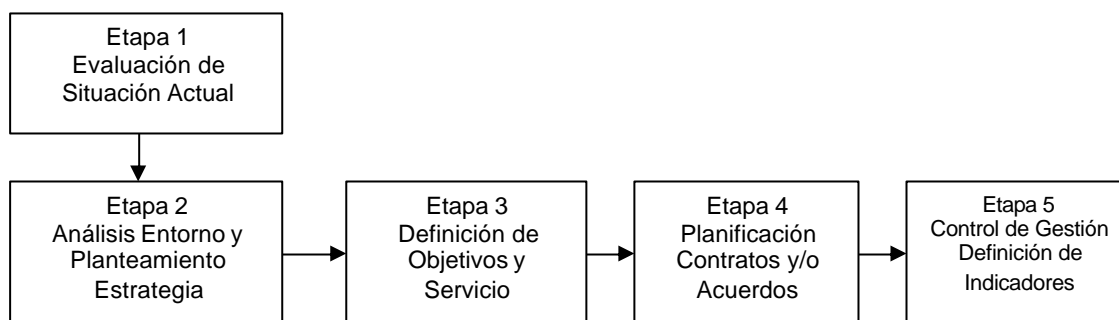 Etapa 1
Evaluación de
Situación Actual
Etapa 2
Análisis Entorno y
Planteamiento
Estrategia
Etapa 3
Definición de
Objetivos y
Servicio
Etapa 4
Planificación
Contratos y/o
Acuerdos
Etapa 5
Control de Gestión
Definición de
Indicadores